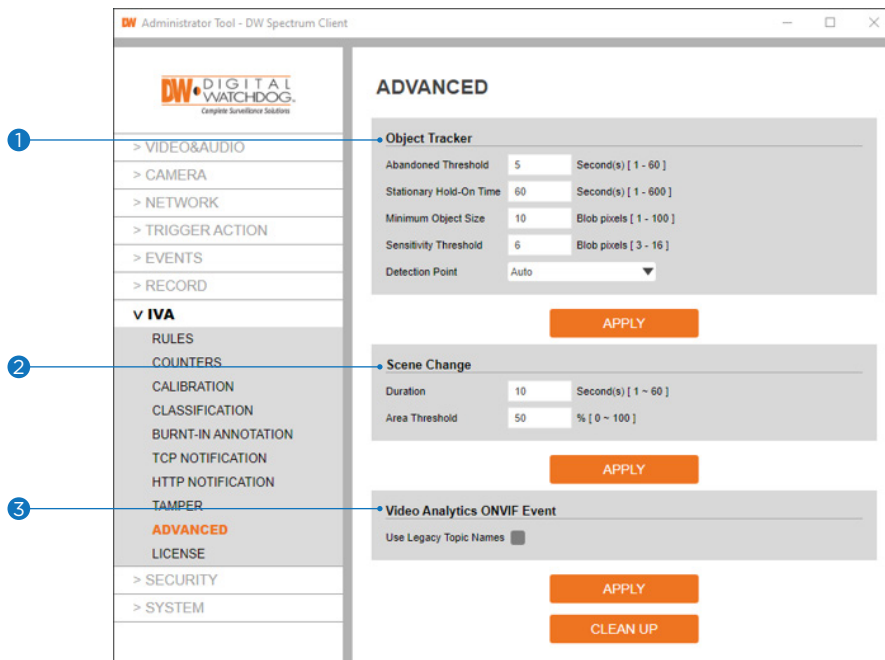 DW Administrator Tool - DW Spectrum Client
DW DIGITAL
WATCHDOG®
Complete Surveillance Solutions
> VIDEO&AUDIO
> CAMERA
> NETWORK
> TRIGGER ACTION
> EVENTS
> RECORD
v IVA
RULES
COUNTERS
CALIBRATION
CLASSIFICATION
BURNT-IN ANNOTATION
TCP NOTIFICATION
HTTP NOTIFICATION
TAMPER
ADVANCED
LICENSE
> SECURITY
> SYSTEM
ADVANCED
1 Object Tracker
Abandoned Threshold 5 Second(s) [ 1 - 60 ]
Stationary Hold-On Time 60 Second(s) [ 1 - 600 ]
Minimum Object Size 10 Blob pixels [ 1 - 100 ]
Sensitivity Threshold 6 Blob pixels [ 3 - 16 ]
Detection Point Auto
APPLY
2 Scene Change
Duration 10 Second(s) [ 1 ~ 60 ]
Area Threshold 50 % [ 0 ~ 100 ]
APPLY
3 Video Analytics ONVIF Event
Use Legacy Topic Names
APPLY
CLEAN UP